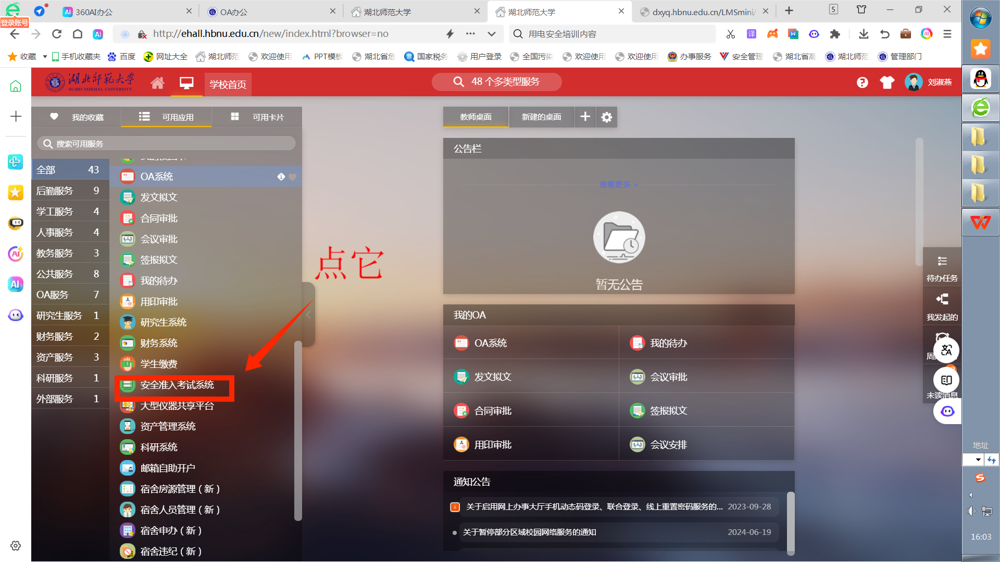 登录账号
360AI办公
OA办公
湖北师范大学
湖北师范大学
dxyq.hbnu.edu.cn/LMSmini/
5
http://ehall.hbnu.edu.cn/new/index.html?browser=no
用电安全培训内容
收藏
手机收藏夹
百度
网址大全
湖北师范
欢迎使用
PPT模板
湖北省危
国家税务
用户登录
全国污染
欢迎使用
欢迎使用
办事服务
安全管理
湖北省高
湖北师范
管理部门
湖北师范大学
HUBEI NORMAL UNIVERSITY
学校首页
48 个多类型服务
刘淑燕
我的收藏
可用应用
可用卡片
搜索可用服务
全部 43
后勤服务 9
学工服务 4
人事服务 4
教务服务 3
公共服务 8
OA服务 7
研究生服务 1
财务服务 2
资产服务 3
科研服务 1
外部服务 1
OA系统
发文拟文
合同审批
会议审批
签报拟文
我的待办
用印审批
研究生系统
财务系统
学生缴费
安全准入考试系统
大型仪器共享平台
资产管理系统
科研系统
邮箱自助开户
宿舍房源管理（新）
宿舍人员管理（新）
宿舍申办（新）
宿舍违纪（新）
点它
教师桌面
新建的桌面
公告栏
查看更多 >
暂无公告
我的OA
OA系统
我的待办
发文拟文
会议审批
合同审批
签报拟文
用印审批
会议安排
通知公告
关于启用网上办事大厅手机动态码登录、联合登录、线上重置密码服务的... 2023-09-28
关于暂停部分区域校园网络服务的通知 2024-06-19
待办任务
我发起的
未读消息
地址
16:03